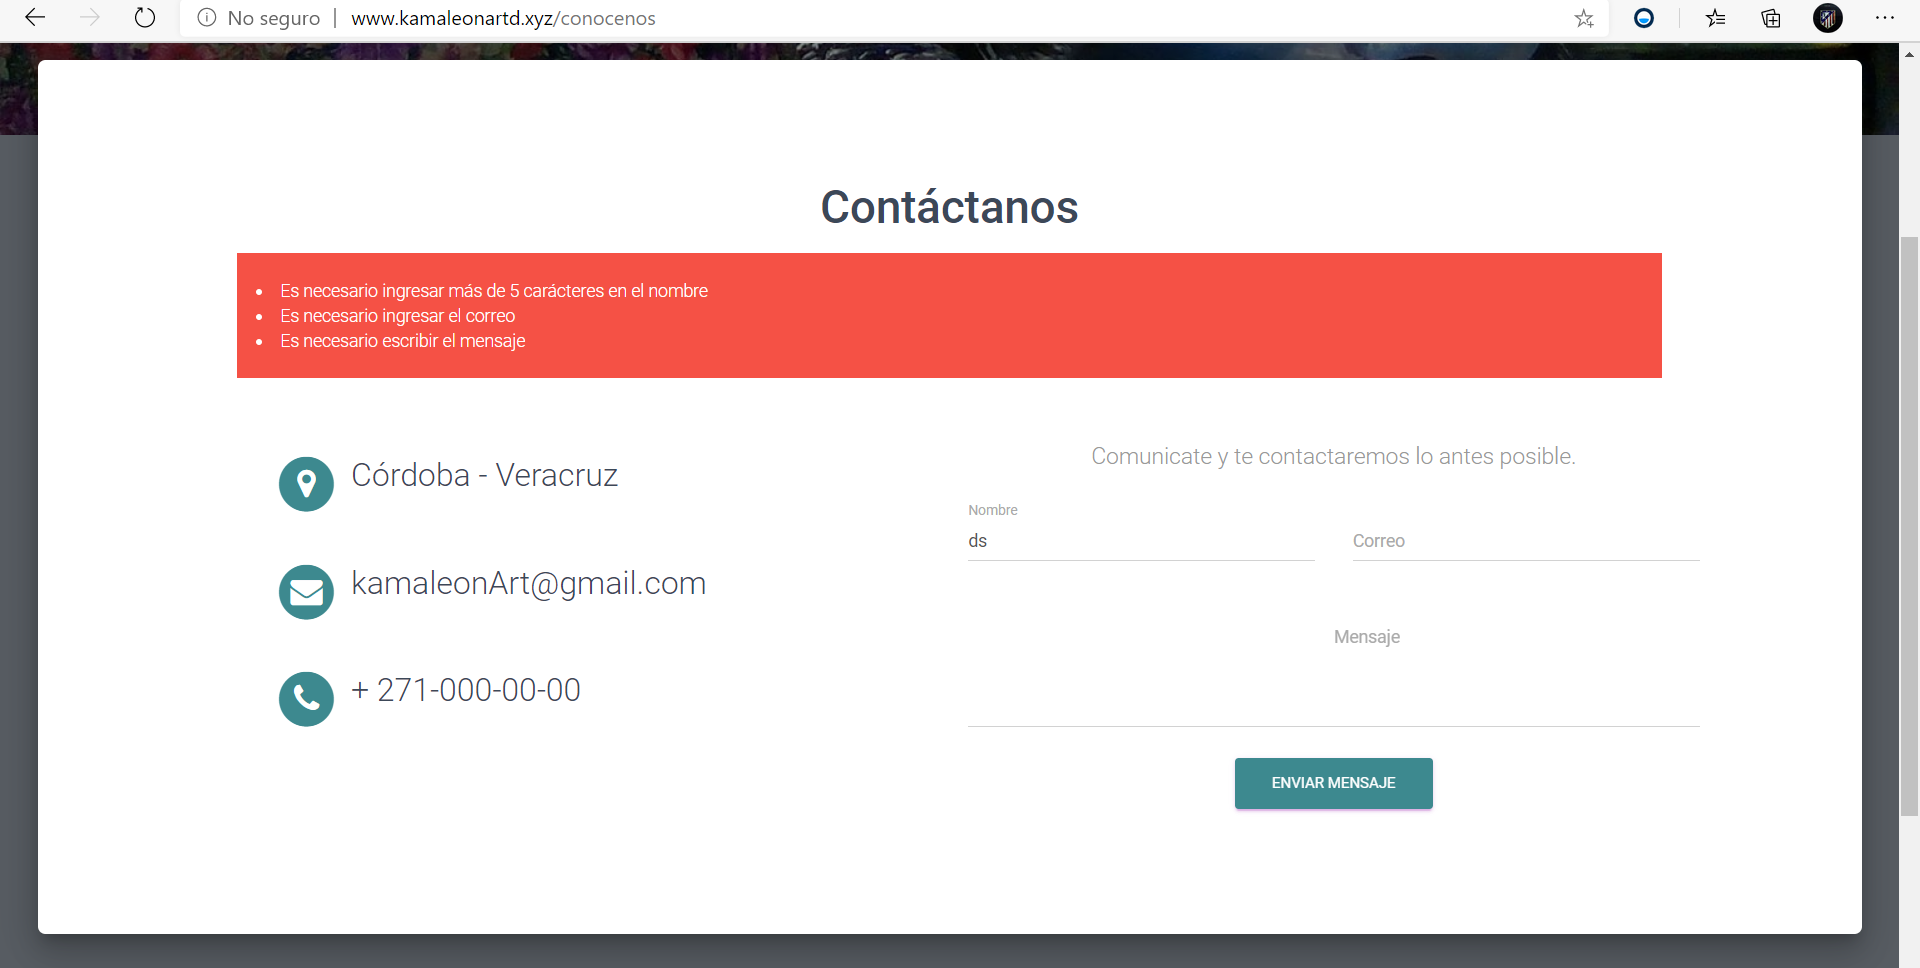 No seguro | www.kamaleonartd.xyz/conocenos
Contáctanos
Es necesario ingresar más de 5 carácteres en el nombre
Es necesario ingresar el correo
Es necesario escribir el mensaje
Córdoba - Veracruz
kamaleonArt@gmail.com
+ 271-000-00-00
Comunicate y te contactaremos lo antes posible.
Nombre
ds
Correo
Mensaje
ENVIAR MENSAJE